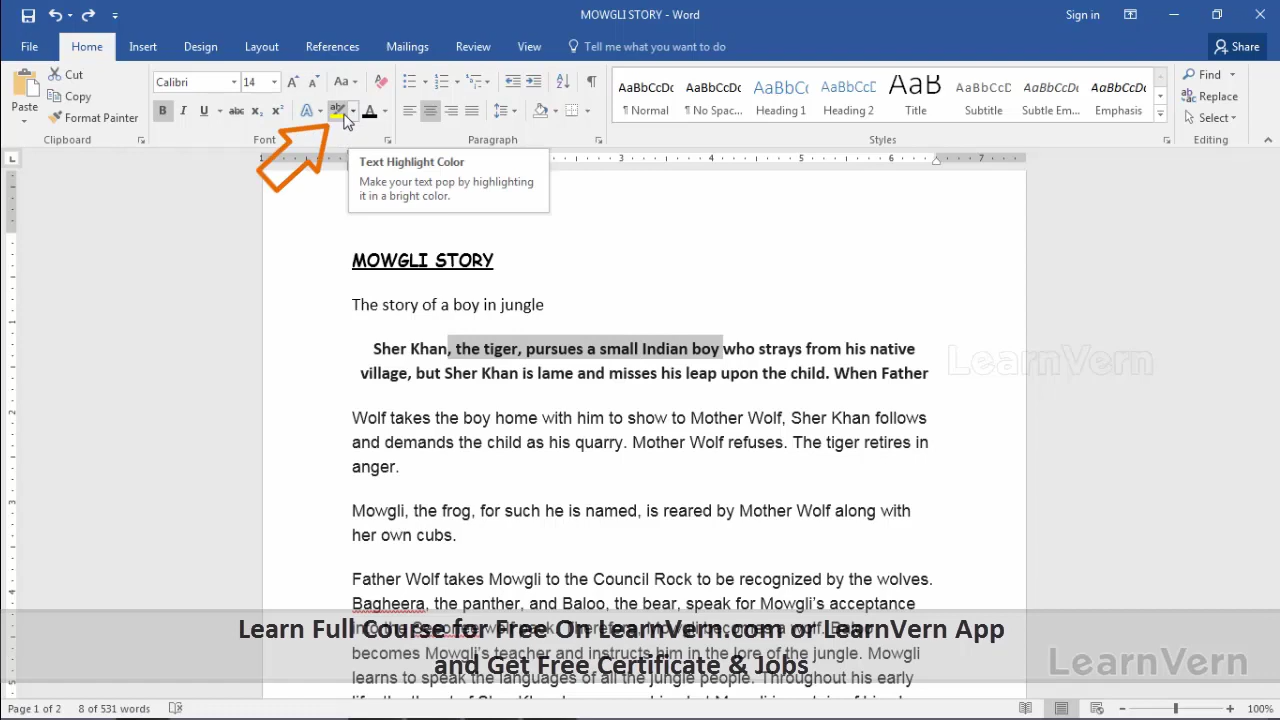 MOWGLI STORY - Word
Sign in
File Home Insert Design Layout References Mailings Review View Tell me what you want to do Share
Paste
Cut
Copy
Format Painter
Clipboard
Calibri 14
Font
Paragraph
AaBbCcDc AaBbCcDc AaBbCc AaBbCcD AaB AaBbCcD AaBbCcDc AaBbCcDc
¶ Normal ¶ No Spac... Heading 1 Heading 2 Title Subtitle Subtle Em... Emphasis
Styles
Find
Replace
Select
Editing
Text Highlight Color
Make your text pop by highlighting
it in a bright color.
MOWGLI STORY
The story of a boy in jungle
Sher Khan, the tiger, pursues a small Indian boy who strays from his native
village, but Sher Khan is lame and misses his leap upon the child. When Father
LearnVern
Wolf takes the boy home with him to show to Mother Wolf, Sher Khan follows
and demands the child as his quarry. Mother Wolf refuses. The tiger retires in
anger.
Mowgli, the frog, for such he is named, is reared by Mother Wolf along with
her own cubs.
Father Wolf takes Mowgli to the Council Rock to be recognized by the wolves.
Bagheera, the panther, and Baloo, the bear, speak for Mowgli's acceptance
into the Seeonee wolf pack. Therefore, Mowgli becomes a wolf. Baloo
Learn Full Course for Free On LearnVern.com or LearnVern App
becomes Mowgli's teacher and instructs him in the lore of the jungle. Mowgli
and Get Free Certificate & Jobs
LearnVern
learns to speak the languages of all the jungle people. Throughout his early
Page 1 of 2 8 of 531 words 100%